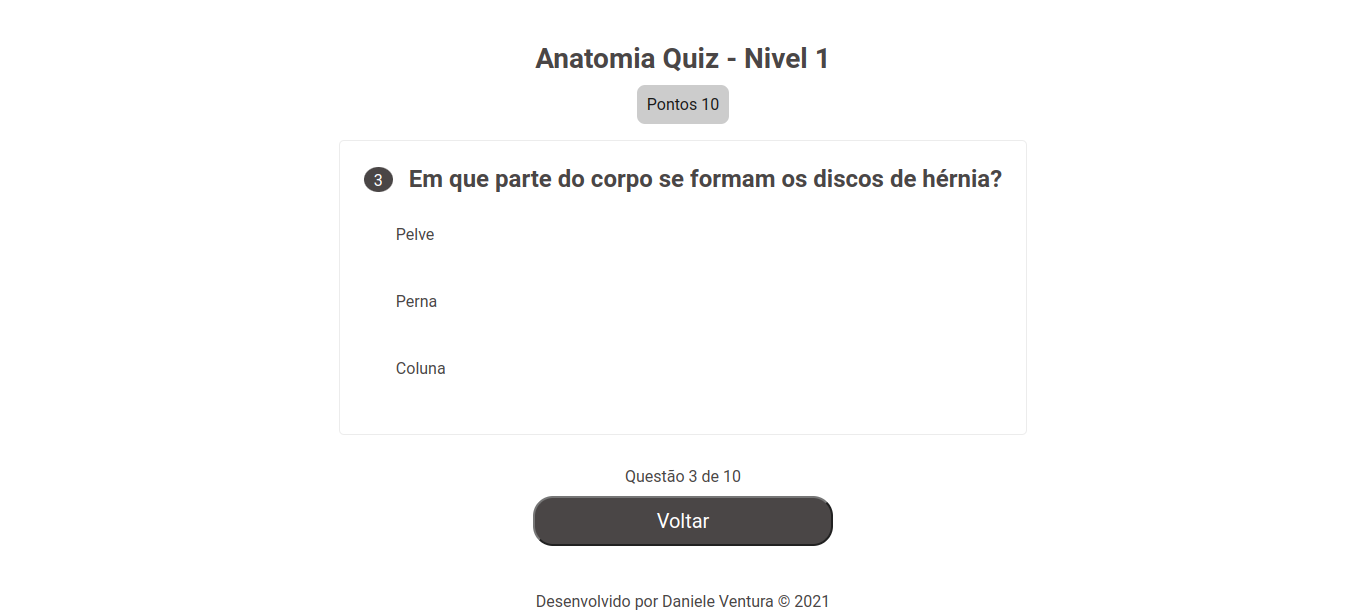 Anatomia Quiz - Nivel 1
Pontos 10
3 Em que parte do corpo se formam os discos de hérnia?
Pelve
Perna
Coluna
Questão 3 de 10
Voltar
Desenvolvido por Daniele Ventura © 2021